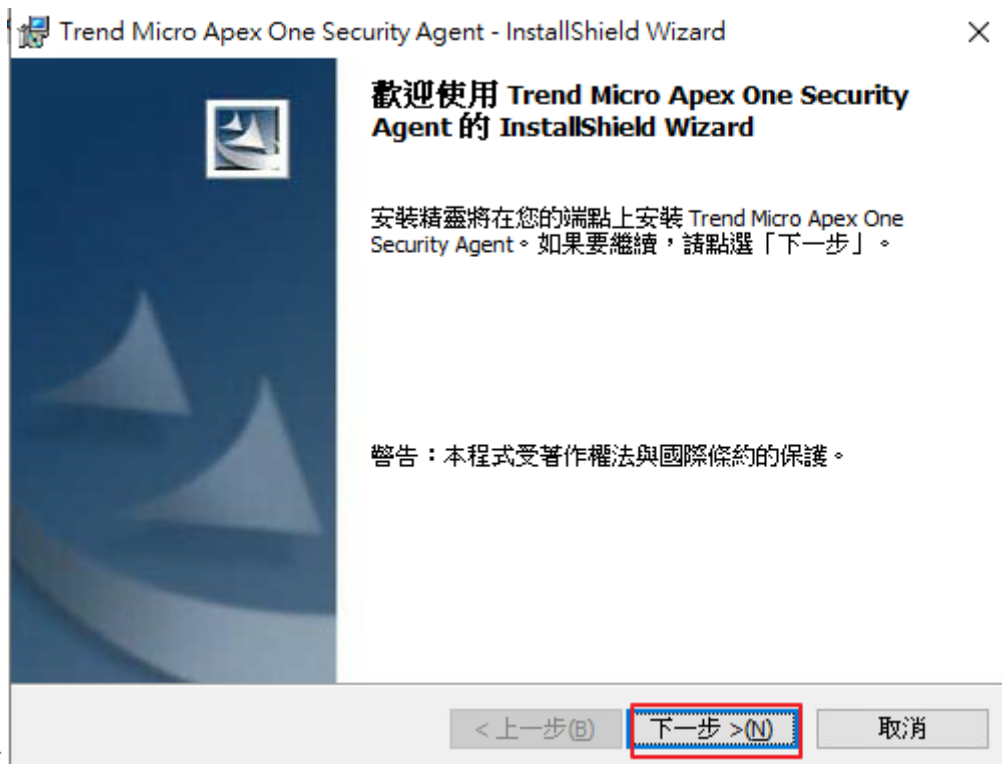 Trend Micro Apex One Security Agent - InstallShield Wizard
歡迎使用 Trend Micro Apex One Security
Agent 的 InstallShield Wizard
安裝精靈將在您的端點上安裝 Trend Micro Apex One
Security Agent。如果要繼續，請點選「下一步」。
警告：本程式受著作權法與國際條約的保護。
< 上一步(B) 下一步 >(N) 取消